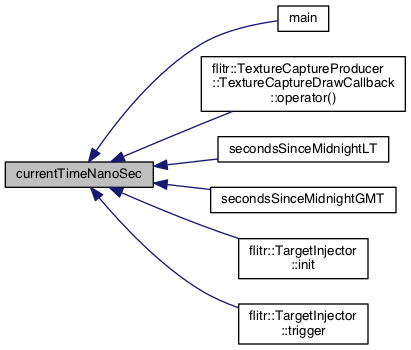 main
flitr::TextureCaptureProducer
::TextureCaptureDrawCallback
::operator()
secondsSinceMidnightLT
currentTimeNanoSec
secondsSinceMidnightGMT
flitr::TargetInjector
::init
flitr::TargetInjector
::trigger